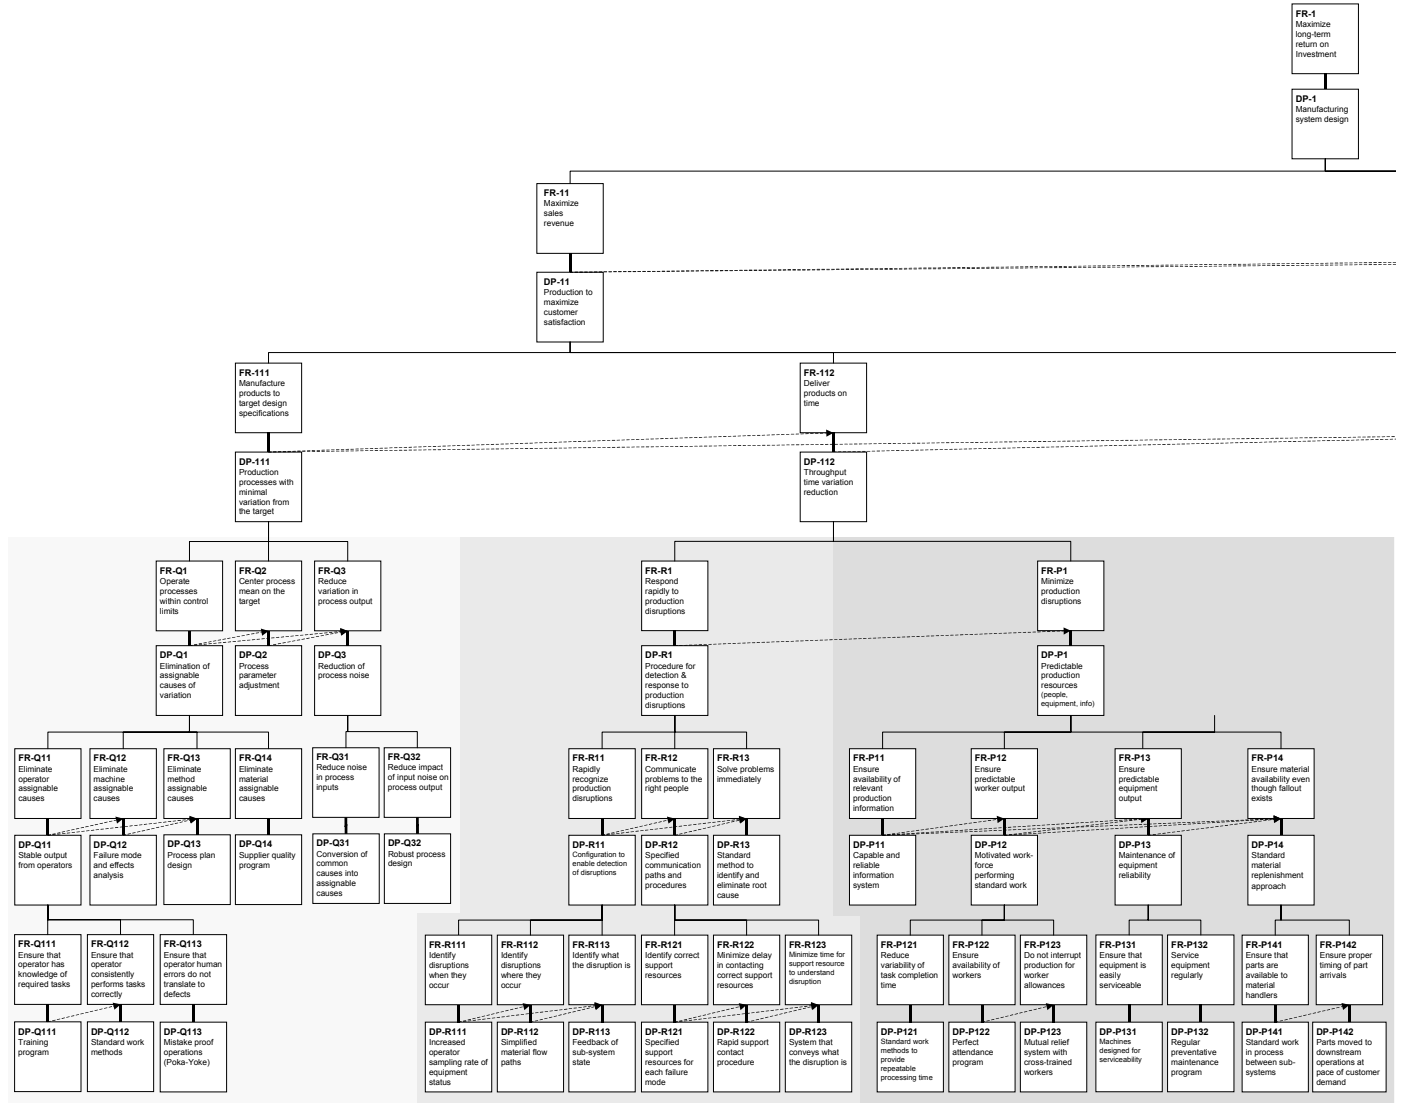 FR-1
Maximize
long-term
return on
Investment
DP-1
Manufacturing
system design
FR-11
Maximize
sales
revenue
DP-11
Production to
maximize
customer
satisfaction
FR-111
Manufacture
products to
target design
specifications
FR-112
Deliver
products on
time
DP-111
Production
processes with
minimal
variation from
the target
DP-112
Throughput
time variation
reduction
FR-Q1
Operate
processes
within control
limits
FR-Q2
Center process
mean on the
target
FR-Q3
Reduce
variation in
process output
FR-R1
Respond
rapidly to
production
disruptions
FR-P1
Minimize
production
disruptions
DP-Q1
Elimination of
assignable
causes of
variation
DP-Q2
Process
parameter
adjustment
DP-Q3
Reduction of
process noise
DP-R1
Procedure for
detection &
response to
production
disruptions
DP-P1
Predictable
production
resources
(people,
equipment, info)
FR-Q11
Eliminate
operator
assignable
causes
FR-Q12
Eliminate
machine
assignable
causes
FR-Q13
Eliminate
method
assignable
causes
FR-Q14
Eliminate
material
assignable
causes
FR-Q31
Reduce noise
in process
inputs
FR-Q32
Reduce impact
of input noise on
process output
FR-R11
Rapidly
recognize
production
disruptions
FR-R12
Communicate
problems to the
right people
FR-R13
Solve problems
immediately
FR-P11
Ensure
availability of
relevant
production
information
FR-P12
Ensure
predictable
worker output
FR-P13
Ensure
predictable
equipment
output
FR-P14
Ensure material
availability even
though fallout
exists
DP-Q11
Stable output
from operators
DP-Q12
Failure mode
and effects
analysis
DP-Q13
Process plan
design
DP-Q14
Supplier quality
program
DP-Q31
Conversion of
common
causes into
assignable
causes
DP-Q32
Robust process
design
DP-R11
Configuration to
enable detection
of disruptions
DP-R12
Specified
communication
paths and
procedures
DP-R13
Standard
method to
identify and
eliminate root
cause
DP-P11
Capable and
reliable
information
system
DP-P12
Motivated work-
force
performing
standard work
DP-P13
Maintenance of
equipment
reliability
DP-P14
Standard
material
replenishment
approach
FR-Q111
Ensure that
operator has
knowledge of
required tasks
FR-Q112
Ensure that
operator
consistently
performs tasks
correctly
FR-Q113
Ensure that
operator human
errors do not
translate to
defects
FR-R111
Identify
disruptions
when they
occur
FR-R112
Identify
disruptions
where they
occur
FR-R113
Identify what
the disruption is
FR-R121
Identify correct
support
resources
FR-R122
Minimize delay
in contacting
correct support
resources
FR-R123
Minimize time for
support resource
to understand
disruption
FR-P121
Reduce
variability of
task completion
time
FR-P122
Ensure
availability of
workers
FR-P123
Do not interrupt
production for
worker
allowances
FR-P131
Ensure that
equipment is
easily
serviceable
FR-P132
Service
equipment
regularly
FR-P141
Ensure that
parts are
available to
material
handlers
FR-P142
Ensure proper
timing of part
arrivals
DP-Q111
Training
program
DP-Q112
Standard work
methods
DP-Q113
Mistake proof
operations
(Poka-Yoke)
DP-R111
Increased
operator
sampling rate of
equipment
status
DP-R112
Simplified
material flow
paths
DP-R113
Feedback of
sub-system
state
DP-R121
Specified
support
resources for
each failure
mode
DP-R122
Rapid support
contact
procedure
DP-R123
System that
conveys what
the disruption is
DP-P121
Standard work
methods to
provide
repeatable
processing time
DP-P122
Perfect
attendance
program
DP-P123
Mutual relief
system with
cross-trained
workers
DP-P131
Machines
designed for
serviceability
DP-P132
Regular
preventative
maintenance
program
DP-P141
Standard work
in process
between sub-
systems
DP-P142
Parts moved to
downstream
operations at
pace of customer
demand